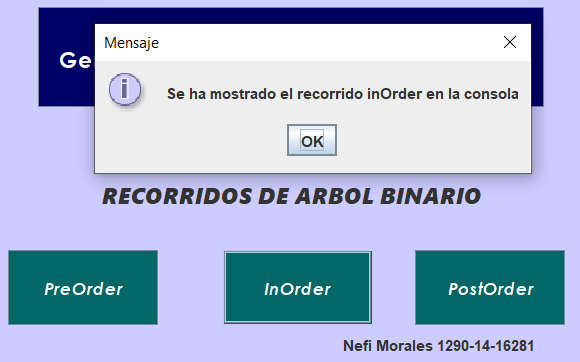 Mensaje
Se ha mostrado el recorrido inOrder en la consola
OK
RECORRIDOS DE ARBOL BINARIO
PreOrder
InOrder
PostOrder
Nefi Morales 1290-14-16281